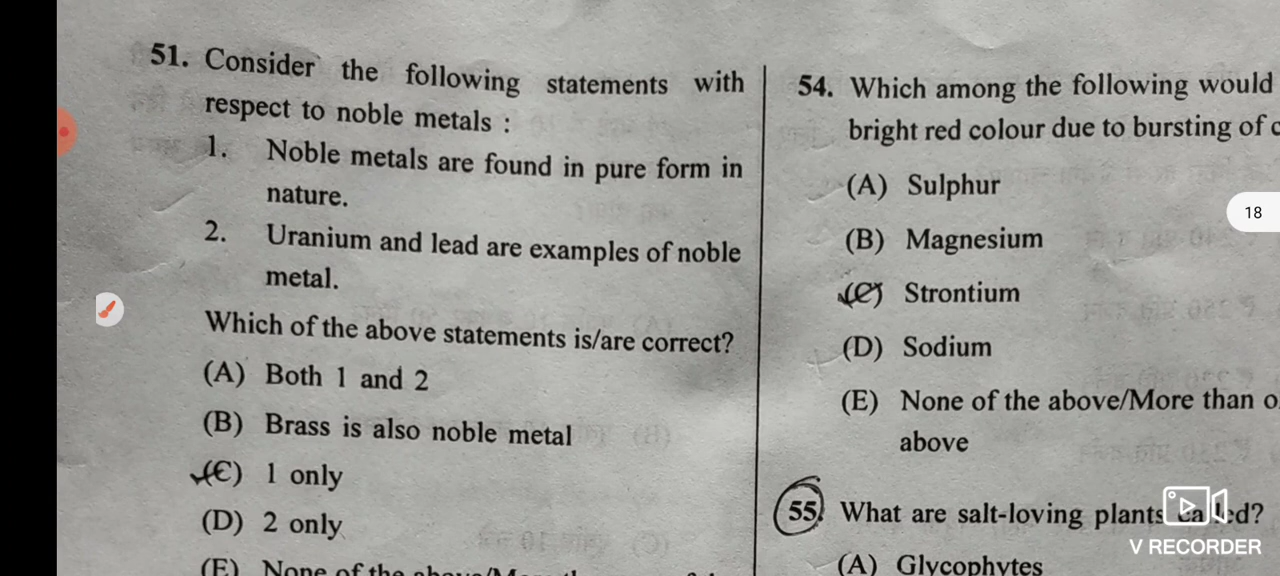 51. Consider the following statements with
respect to noble metals :
1. Noble metals are found in pure form in
nature.
2. Uranium and lead are examples of noble
metal.
Which of the above statements is/are correct?
(A) Both 1 and 2
(B) Brass is also noble metal
(C) 1 only
(D) 2 only
(E) None of the
54. Which among the following would
bright red colour due to bursting of
(A) Sulphur
(B) Magnesium
(C) Strontium
(D) Sodium
(E) None of the above/More than
above
55. What are salt-loving plants called?
(A) Glycophytes
18
V RECORDER